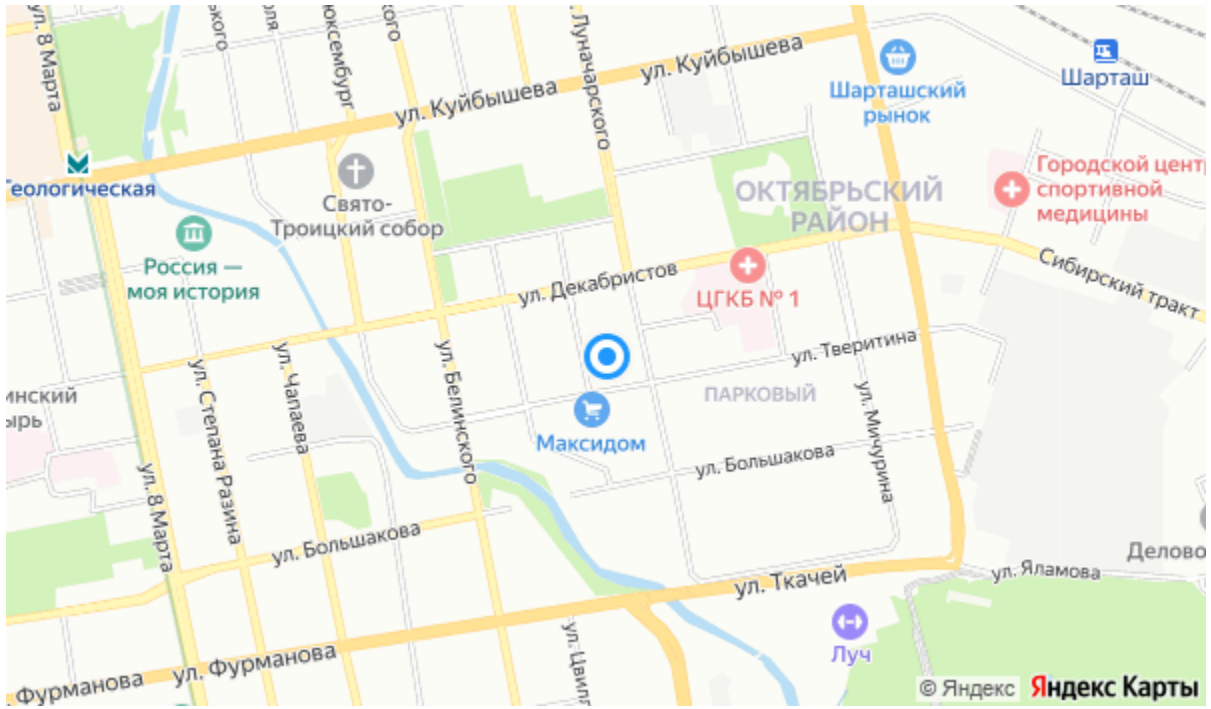 ул. 8 Марта
ул. Луначарского
ул. Куйбышева
ул. Куйбышева
Шарташский
рынок
Шарташ
Геологическая
Свято-
Троицкий собор
Россия —
моя история
ОКТЯБРЬСКИЙ
РАЙОН
Городской центр
спортивной
медицины
Сибирский тракт
ул. Декабристов
ЦГКБ № 1
ул. Тверитина
ПАРКОВЫЙ
Максидом
ул. Мичурина
ул. Большакова
ул. Белинского
ул. Чапаева
ул. Степана Разина
ул. 8 Марта
ул. Большакова
ул. Ткачей
ул. Яламова
Делово
Луч
ул. Цвилл
ул. Фурманова
Фурманова
© Яндекс Яндекс Карты